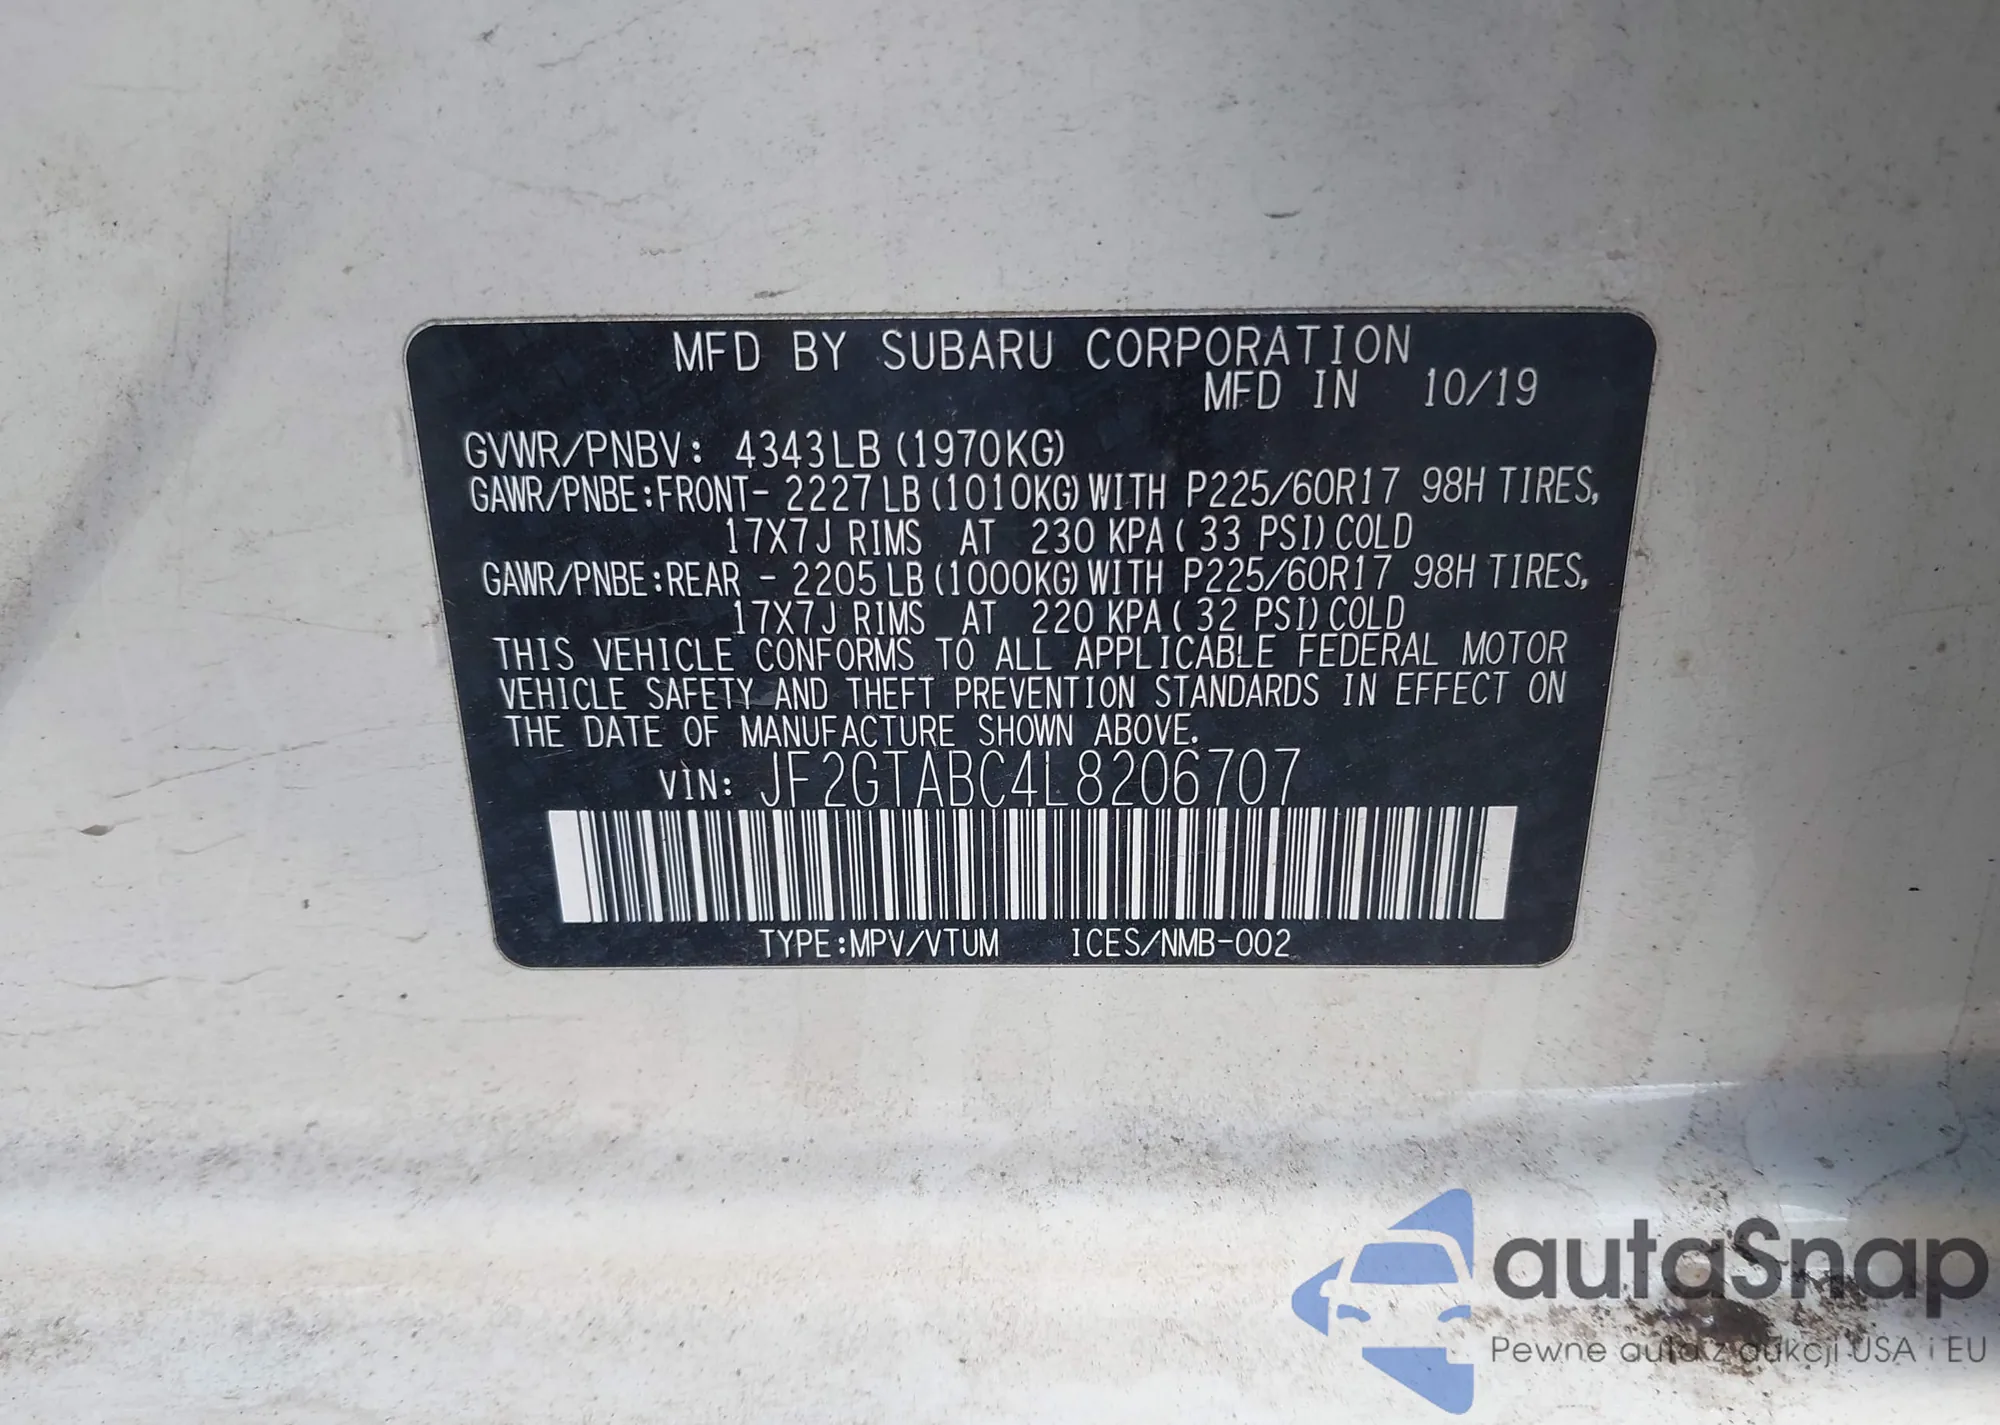 MFD BY SUBARU CORPORATION
MFD IN 10/19
GVWR/PNBV: 4343LB (1970KG)
GAWR/PNBE:FRONT- 2227LB (1010KG) WITH P225/60R17 98H TIRES,
17X7J RIMS AT 230 KPA ( 33 PSI) COLD
GAWR/PNBE:REAR - 2205LB (1000KG) WITH P225/60R17 98H TIRES,
17X7J RIMS AT 220 KPA ( 32 PSI) COLD
THIS VEHICLE CONFORMS TO ALL APPLICABLE FEDERAL MOTOR
VEHICLE SAFETY AND THEFT PREVENTION STANDARDS IN EFFECT ON
THE DATE OF MANUFACTURE SHOWN ABOVE.
VIN: JF2GTABC4L8206707
TYPE:MPV/VTUM ICES/NMB-002
autaSnap
Pewne auta z aukcji USA i EU